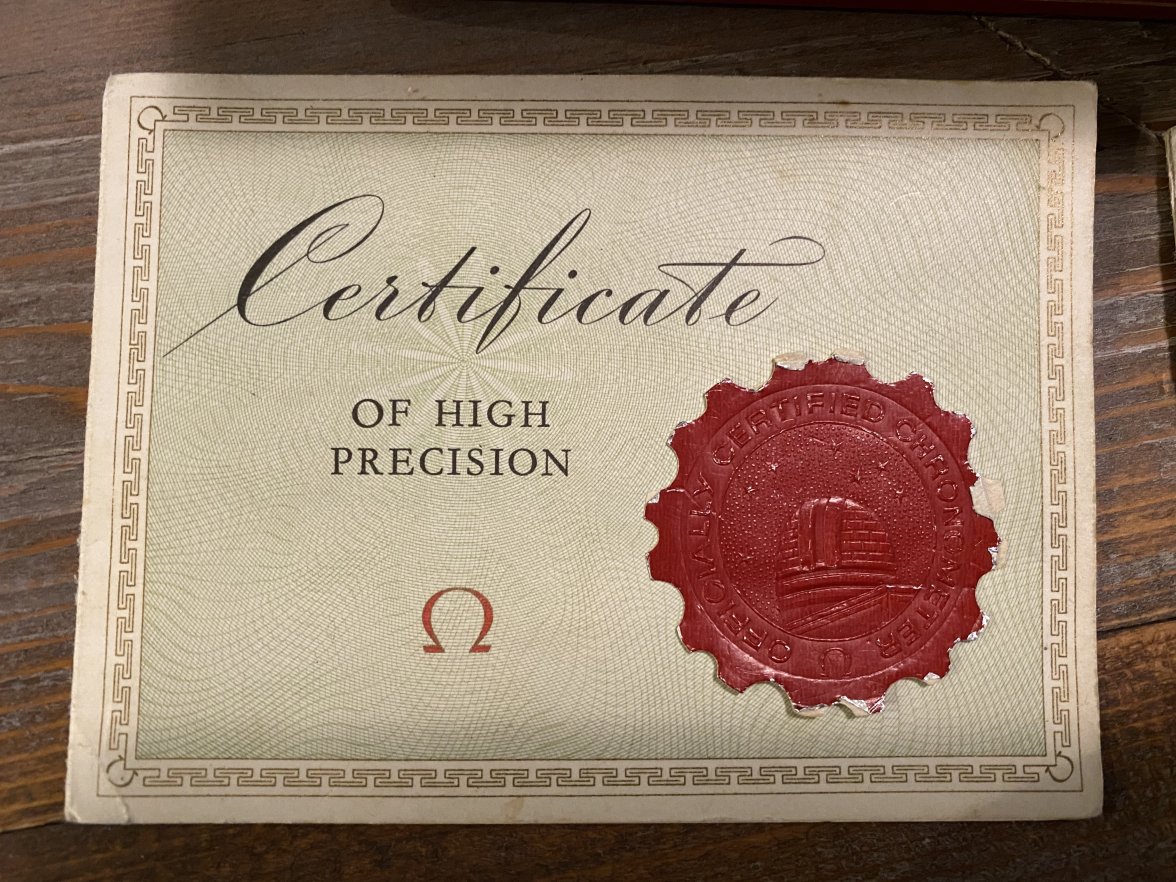 Certificate
OF HIGH
PRECISION
Ω
OFFICIALLY CERTIFIED CHRONOMETER
Ω